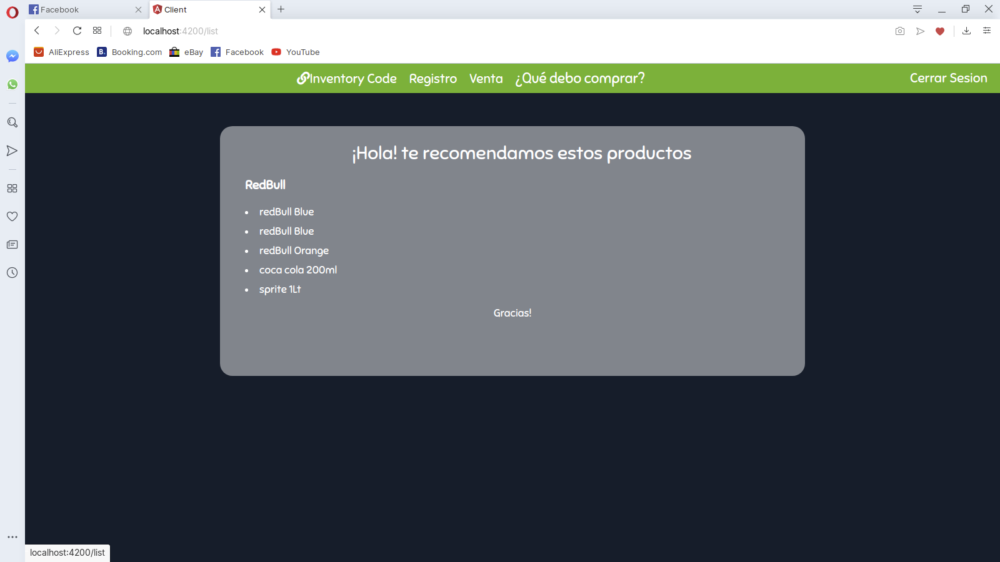 Facebook
Client
localhost:4200/list
AliExpress
B.
Booking.com
eBay
Facebook
YouTube
Inventory Code
Registro
Venta
¿Qué debo comprar?
Cerrar Sesion
¡Hola! te recomendamos estos productos
RedBull
• redBull Blue
• redBull Blue
• redBull Orange
• coca cola 200ml
• sprite 1Lt
Gracias!
localhost:4200/list